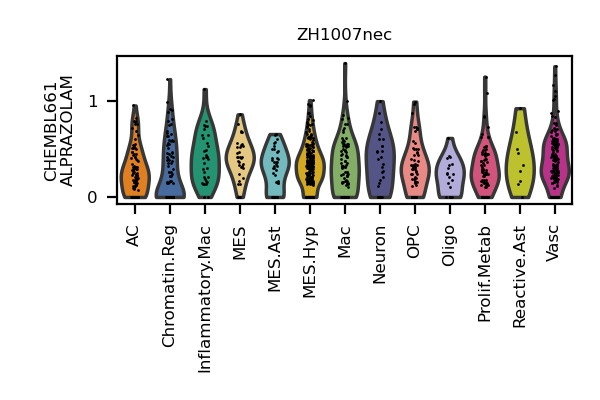 ZH1007nec
CHEMBL661
ALPRAZOLAM
1
0
AC
Chromatin.Reg
Inflammatory.Mac
MES
MES.Ast
MES.Hyp
Mac
Neuron
OPC
Oligo
Prolif.Metab
Reactive.Ast
Vasc